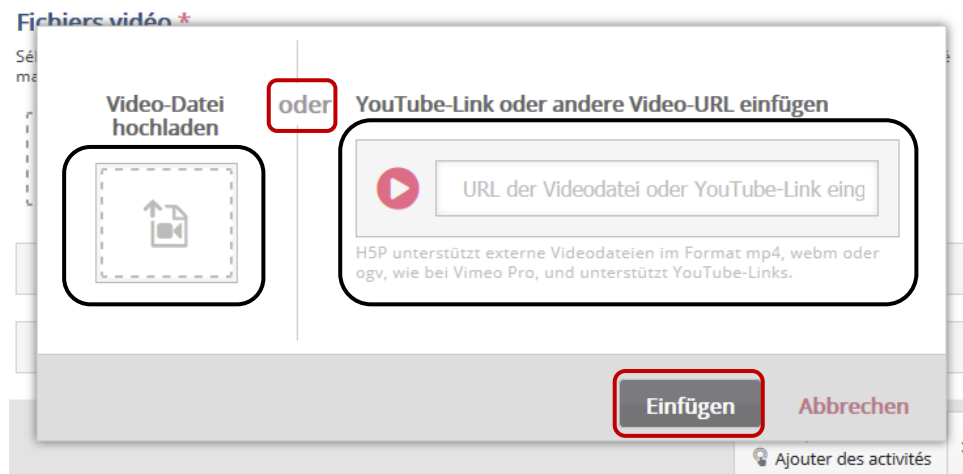 Fichiers vidéo *
Video-Datei
hochladen
oder
YouTube-Link oder andere Video-URL einfügen
URL der Videodatei oder YouTube-Link eing
H5P unterstützt externe Videodateien im Format mp4, webm oder
ogv, wie bei Vimeo Pro, und unterstützt YouTube-Links.
Einfügen
Abbrechen
Ajouter des activités